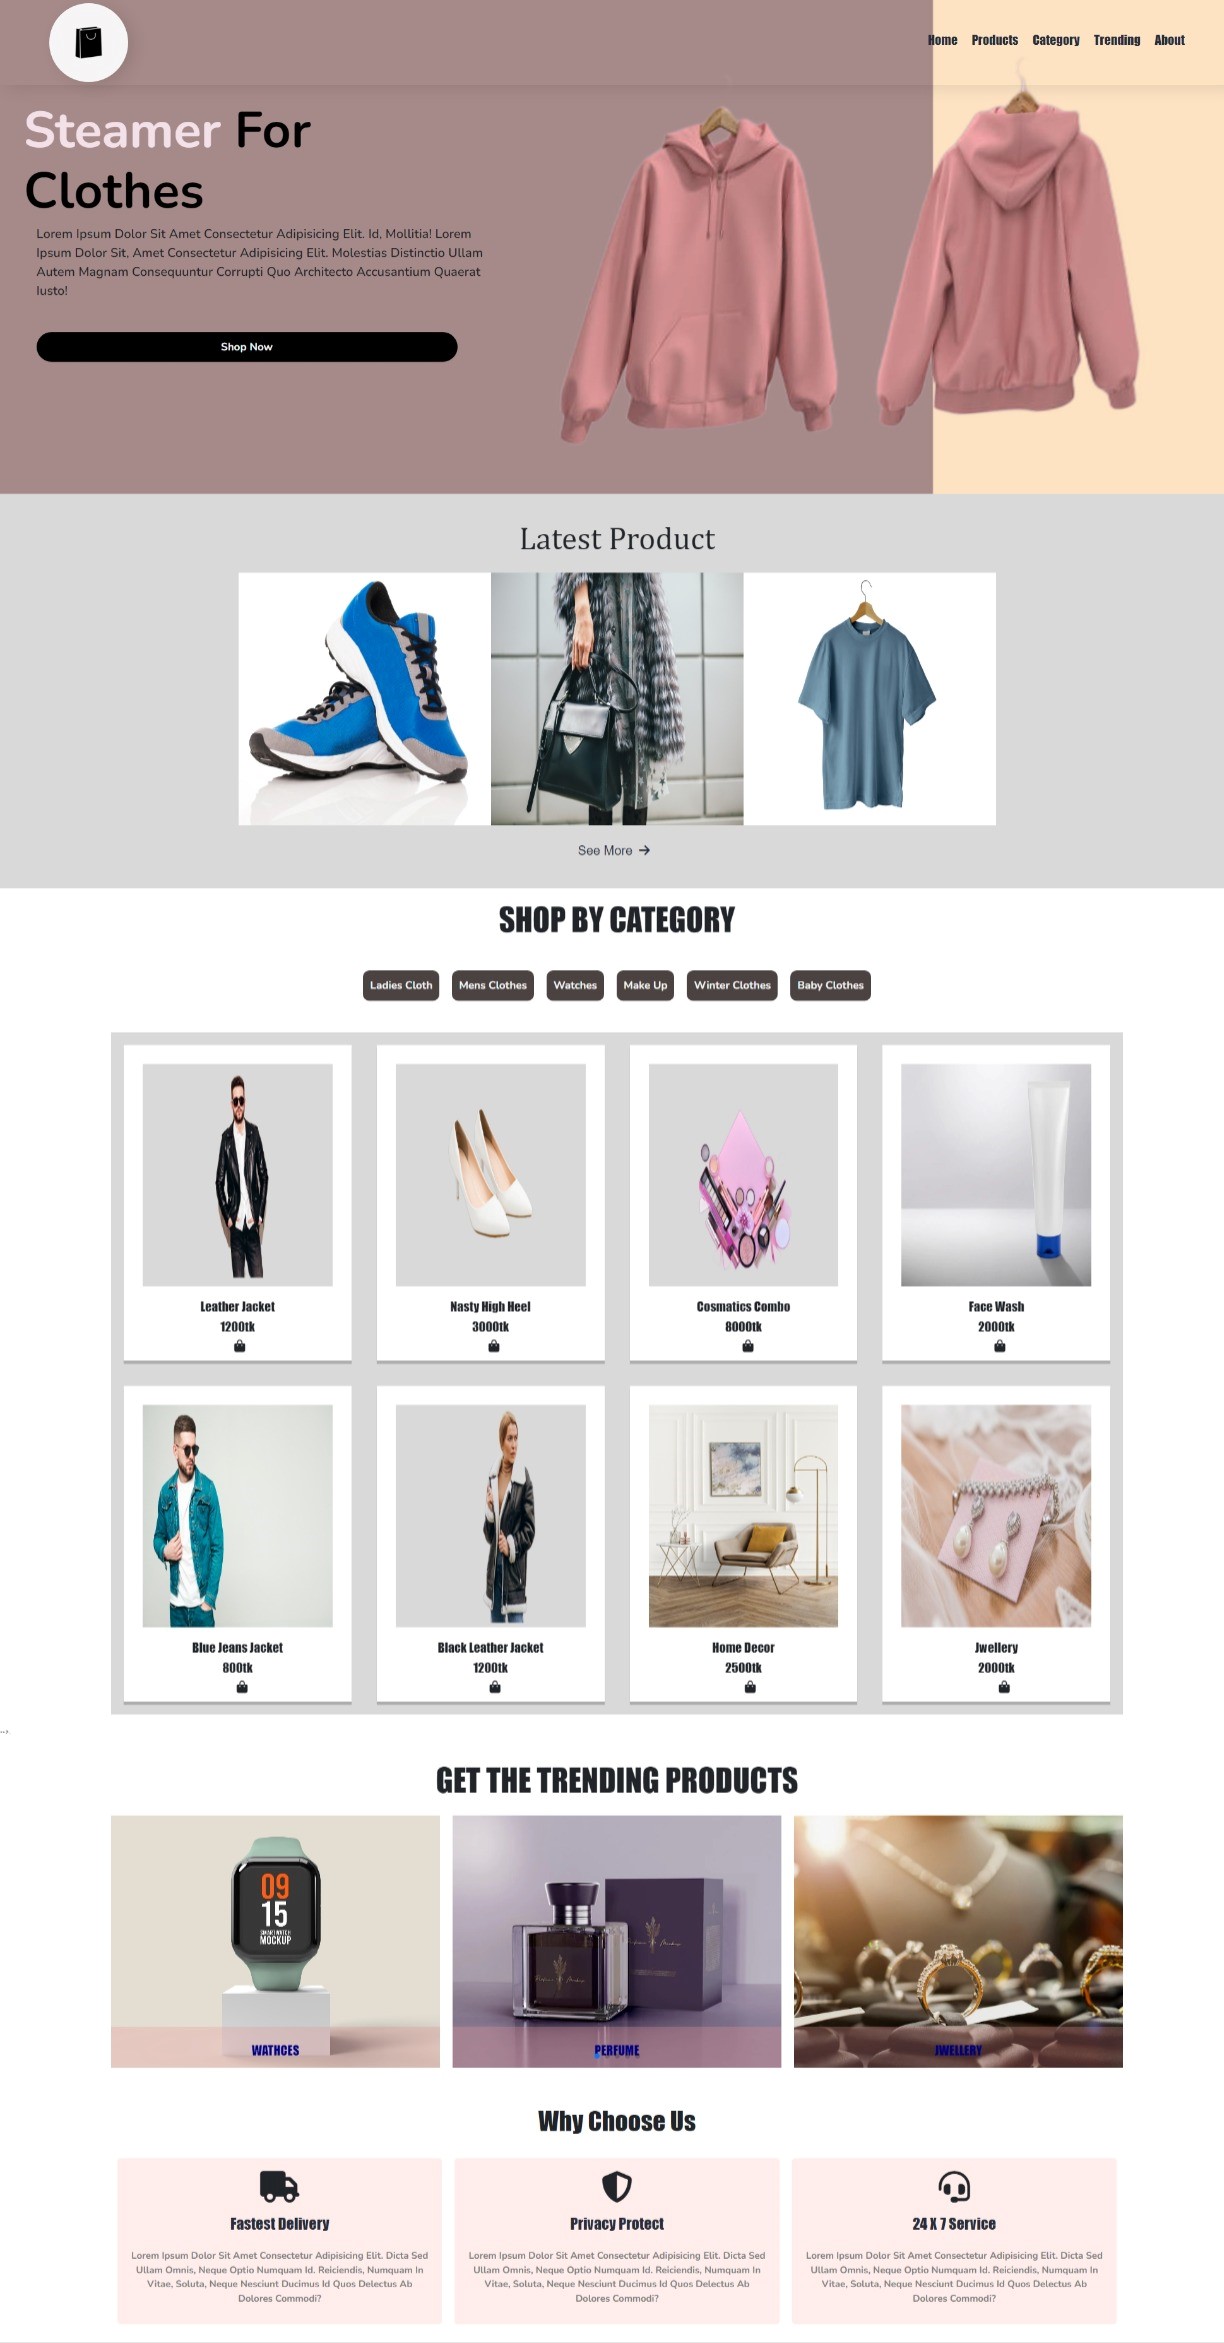 Home Products Category Trending About
Steamer For
Clothes
Lorem Ipsum Dolor Sit Amet Consectetur Adipisicing Elit. Id, Mollitia! Lorem
Ipsum Dolor Sit, Amet Consectetur Adipisicing Elit. Molestias Distinctio Ullam
Autem Magnam Consequuntur Corrupti Quo Architecto Accusantium Quaerat
Iusto!
Shop Now
Latest Product
See More
SHOP BY CATEGORY
Ladies Cloth Mens Clothes Watches Make Up Winter Clothes Baby Clothes
Leather Jacket
1200tk
Nasty High Heel
3000tk
Cosmatics Combo
8000tk
Face Wash
2000tk
Blue Jeans Jacket
800tk
Black Leather Jacket
1200tk
Home Decor
2500tk
Jwellery
2000tk
GET THE TRENDING PRODUCTS
09
15
SMARTWATCH
MOCKUP
WATHCES
PERFUME
JWELLERY
Why Choose Us
Fastest Delivery
Lorem Ipsum Dolor Sit Amet Consectetur Adipisicing Elit. Dicta Sed
Ullam Omnis, Neque Optio Numquam Id. Reiciendis, Numquam In
Vitae, Soluta, Neque Nesciunt Ducimus Id Quos Delectus Ab
Dolores Commodi?
Privacy Protect
Lorem Ipsum Dolor Sit Amet Consectetur Adipisicing Elit. Dicta Sed
Ullam Omnis, Neque Optio Numquam Id. Reiciendis, Numquam In
Vitae, Soluta, Neque Nesciunt Ducimus Id Quos Delectus Ab
Dolores Commodi?
24 X 7 Service
Lorem Ipsum Dolor Sit Amet Consectetur Adipisicing Elit. Dicta Sed
Ullam Omnis, Neque Optio Numquam Id. Reiciendis, Numquam In
Vitae, Soluta, Neque Nesciunt Ducimus Id Quos Delectus Ab
Dolores Commodi?